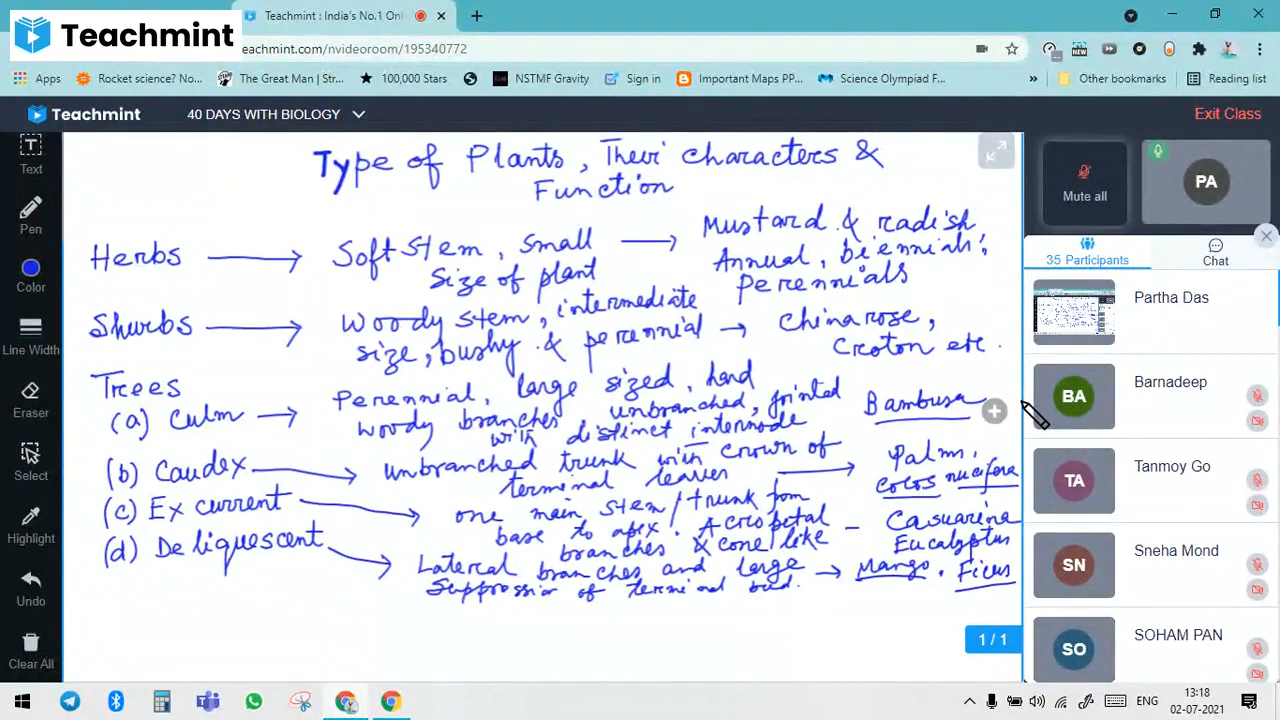 Teachmint : India's No.1 Onl
Teachmint
eachmint.com/nvideoroom/195340772
Apps
Rocket science? No...
The Great Man | Str...
100,000 Stars
NSTMF Gravity
Sign in
Important Maps PP...
Science Olympiad F...
Other bookmarks
Reading list
NEW
Teachmint
40 DAYS WITH BIOLOGY
Exit Class
Text
Pen
Color
Line Width
Eraser
Select
Highlight
Undo
Clear All
Type of Plants, Their characters &
Function
Herbs → Soft stem, small → Mustard & radish
size of plant Annual, biennials,
perennials
Shurbs → Woody stem, intermediate
size, bushy & perennial → China rose,
Croton etc.
Trees
(a) Culm → Perennial, large sized, hard
woody branches unbranched, jointed Bambusa
with distinct internode
(b) Caudex → unbranched trunk with crown of → Palm,
terminal leaves Cocos nucifera
(c) Ex current → one main stem / trunk from
base to apex. Acropetal – Casuarina
branches & cone like Eucalyptus
(d) Deliquescent → Lateral branches and large → Mango, Ficus
Suppression of terminal bud.
1 / 1
Mute all
PA
35 Participants
Chat
Partha Das
BA
Barnadeep
TA
Tanmoy Go
SN
Sneha Mond
SO
SOHAM PAN
ENG
13:18
02-07-2021